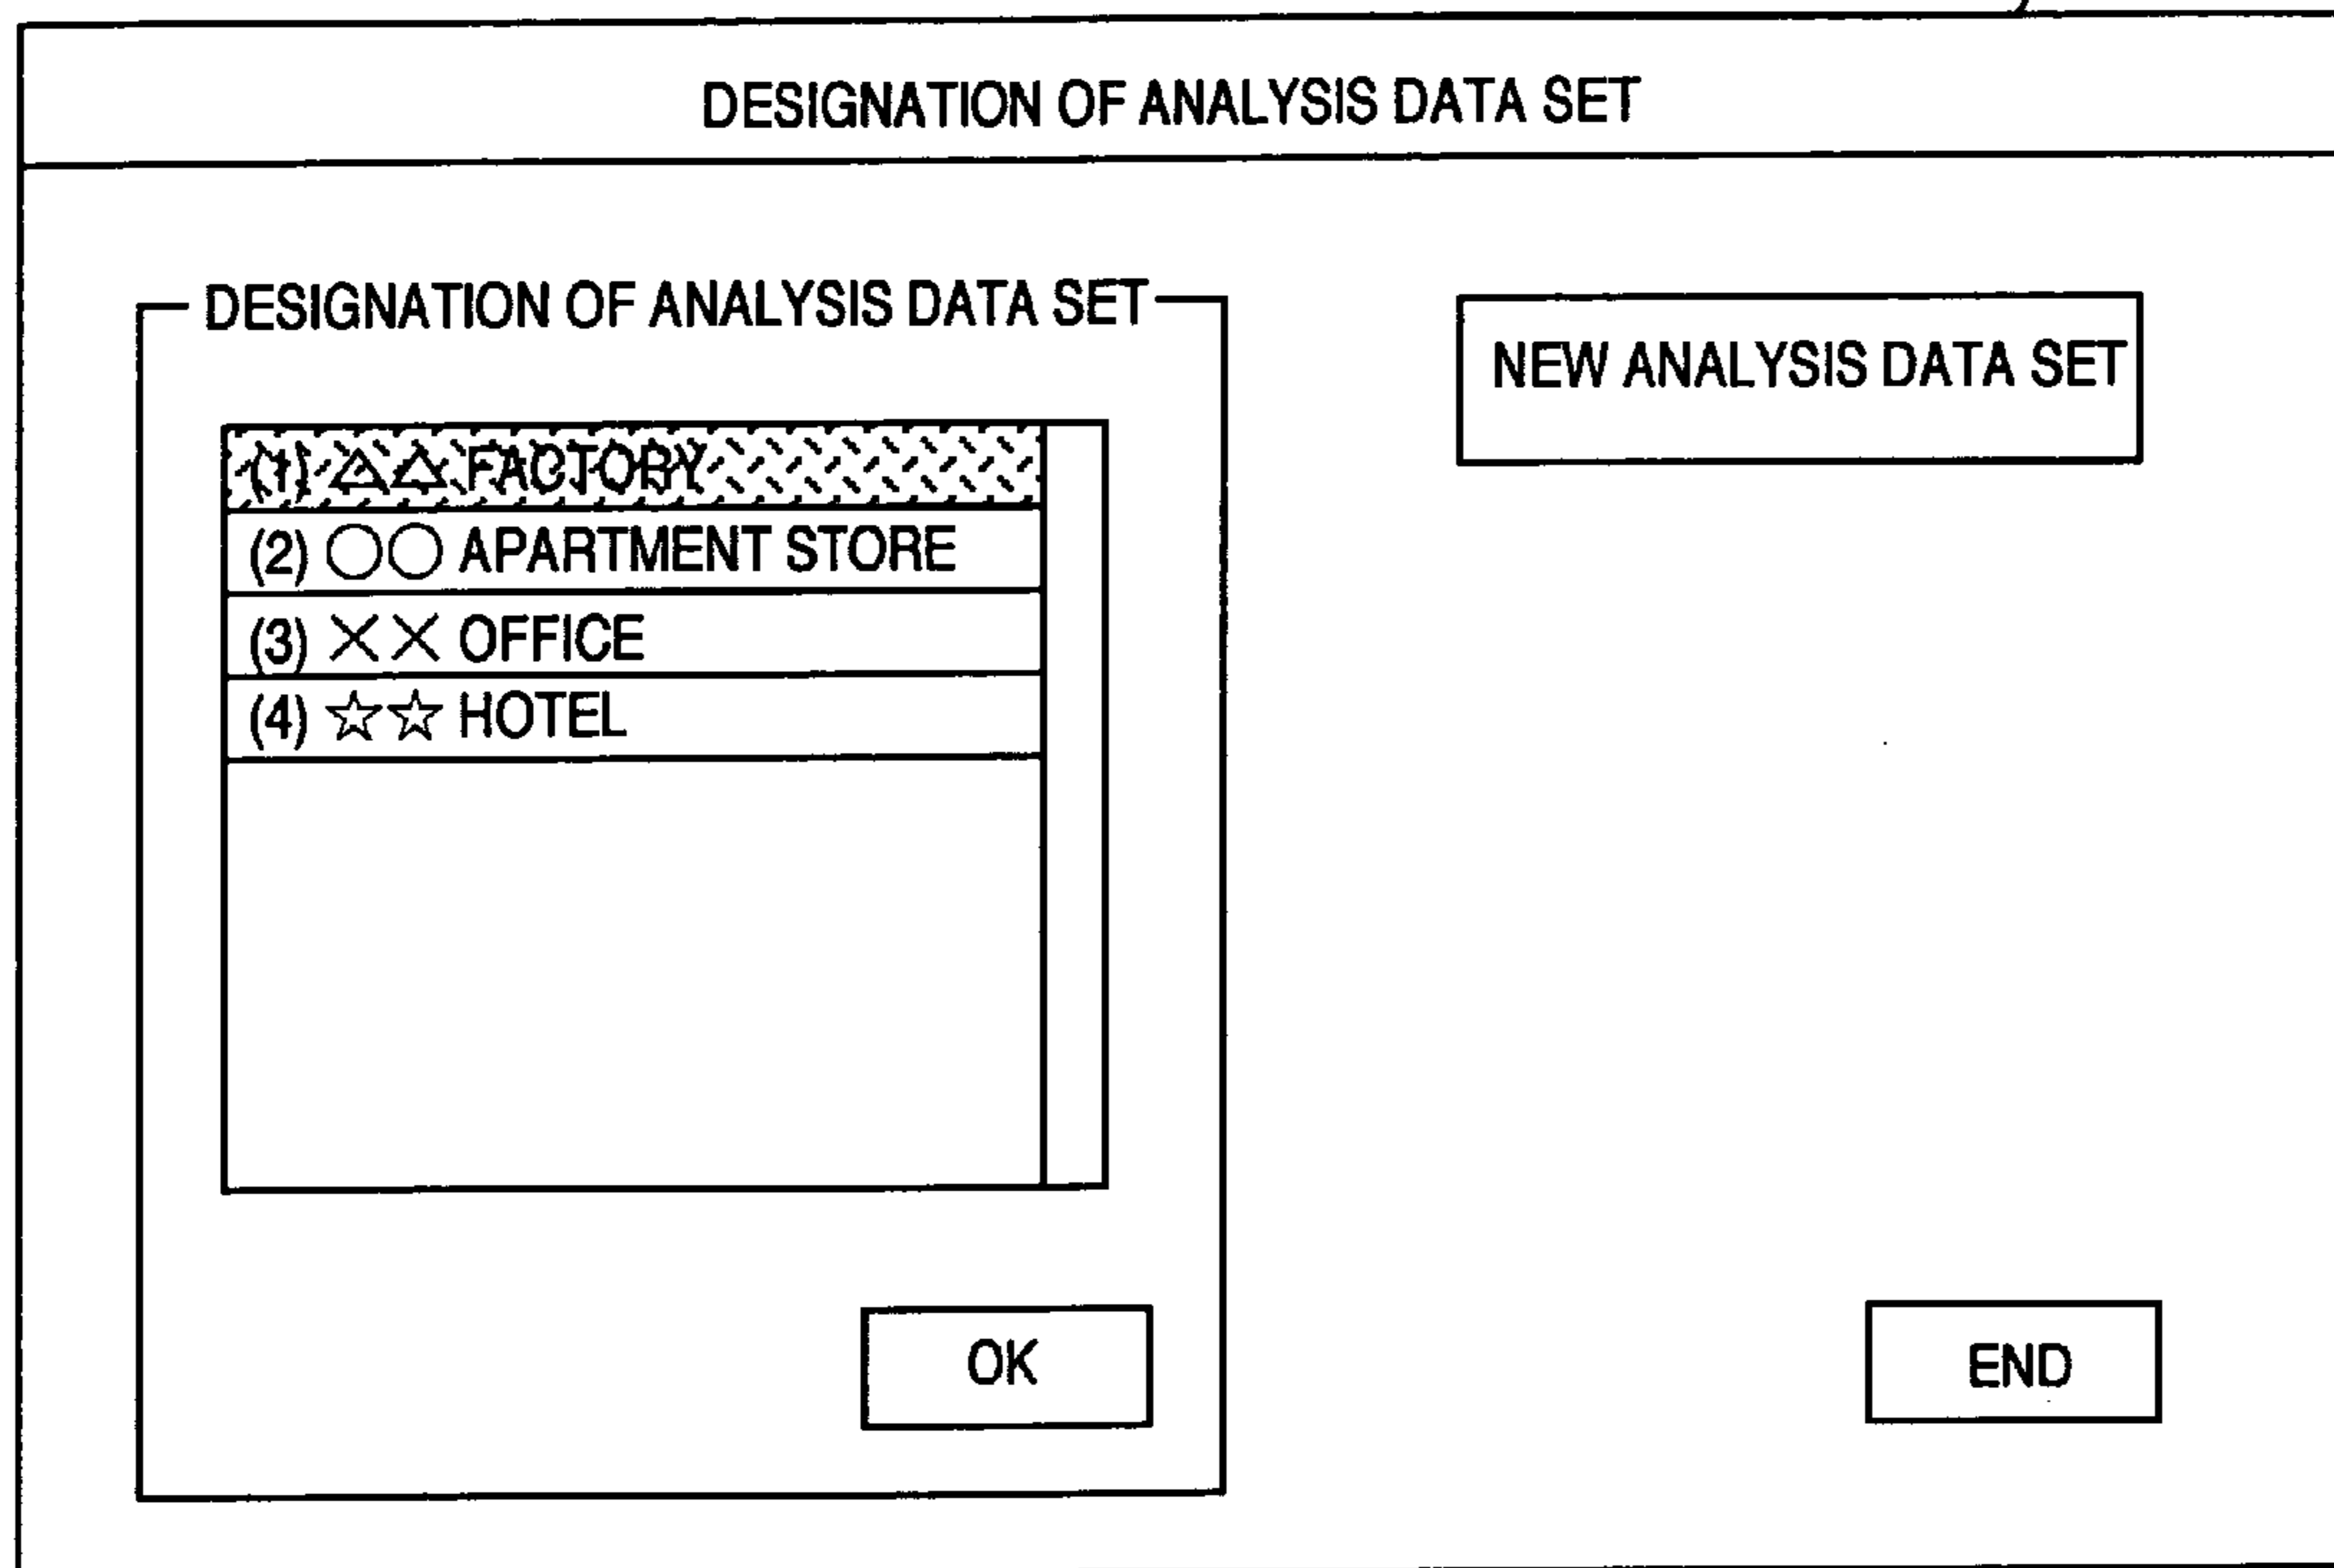 DESIGNATION OF ANALYSIS DATA SET
DESIGNATION OF ANALYSIS DATA SET
NEW ANALYSIS DATA SET
(1) △△ FACTORY
(2) ○○ APARTMENT STORE
(3) ×× OFFICE
(4) ☆☆ HOTEL
OK
END